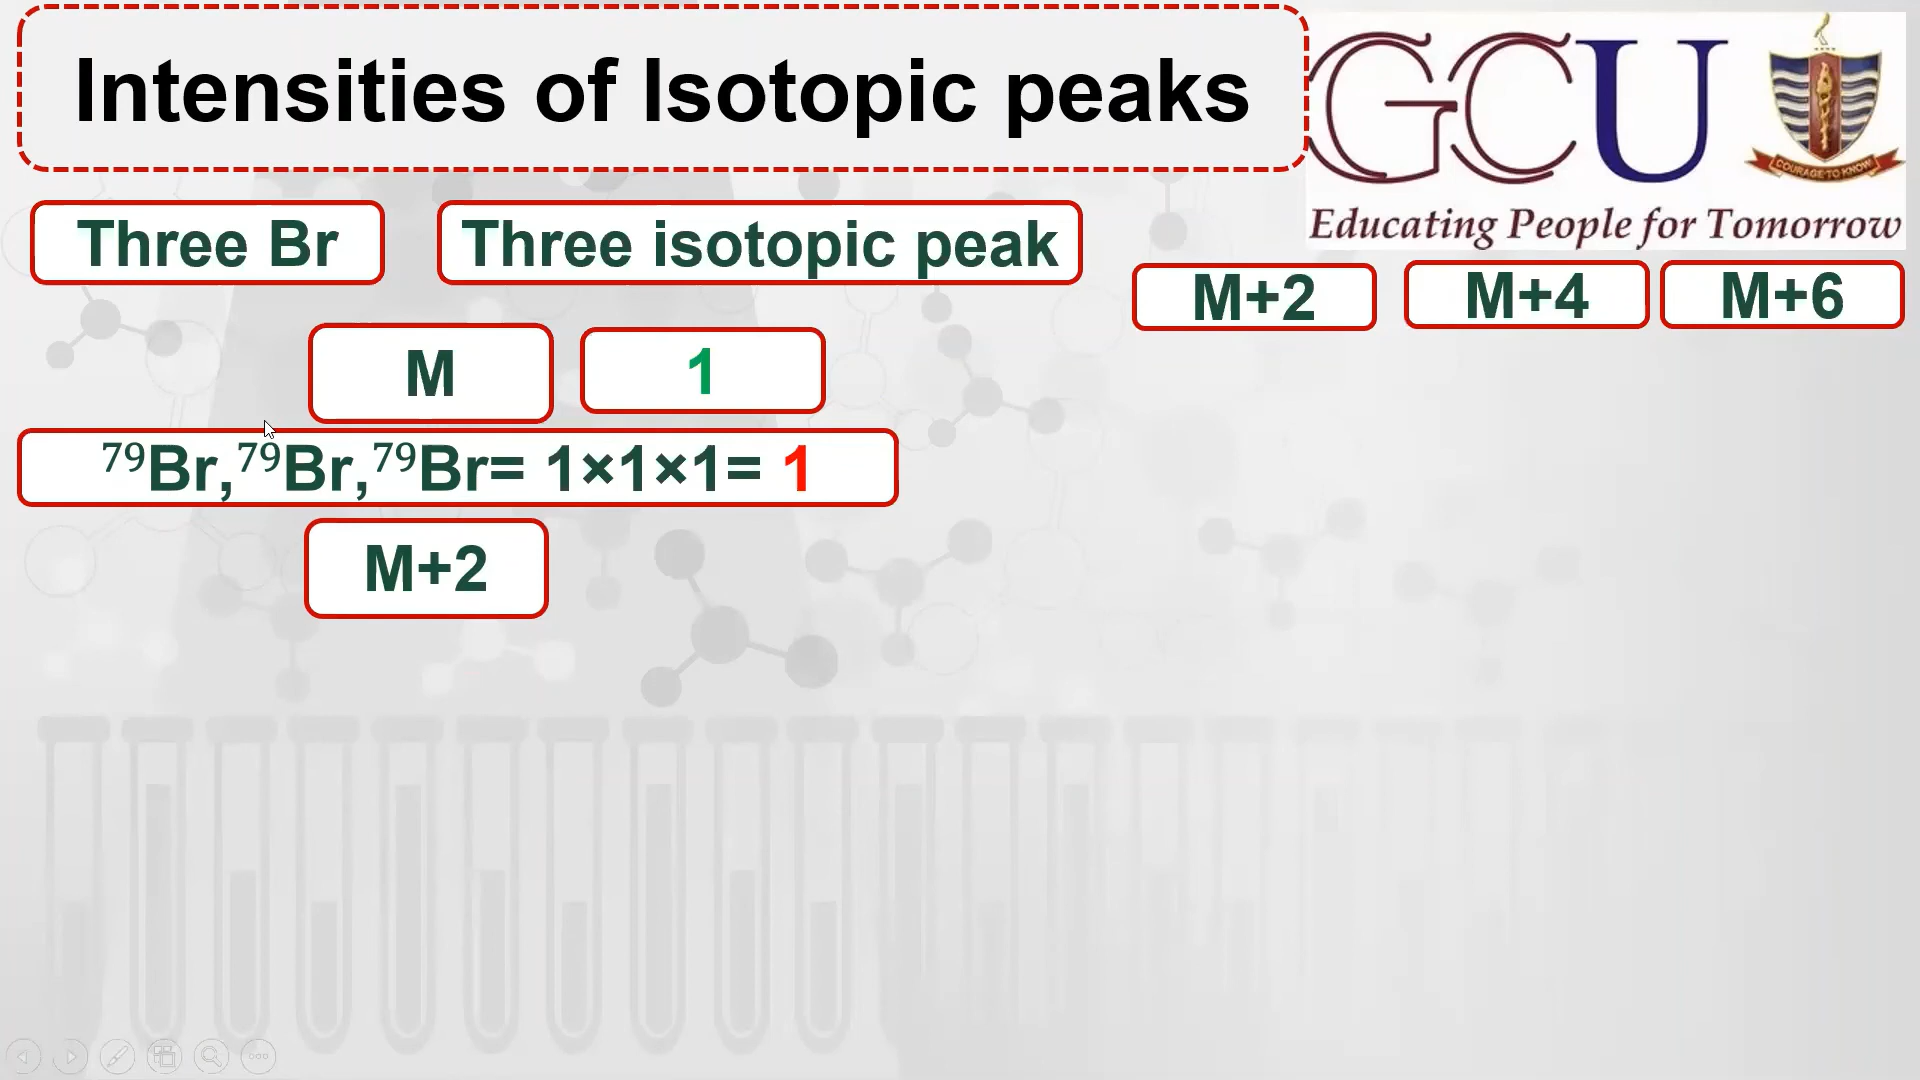 Intensities of Isotopic peaks
GCU
COURAGE TO KNOW
Educating People for Tomorrow
Three Br
Three isotopic peak
M+2
M+4
M+6
M
1
⁷⁹Br,⁷⁹Br,⁷⁹Br= 1×1×1= 1
M+2